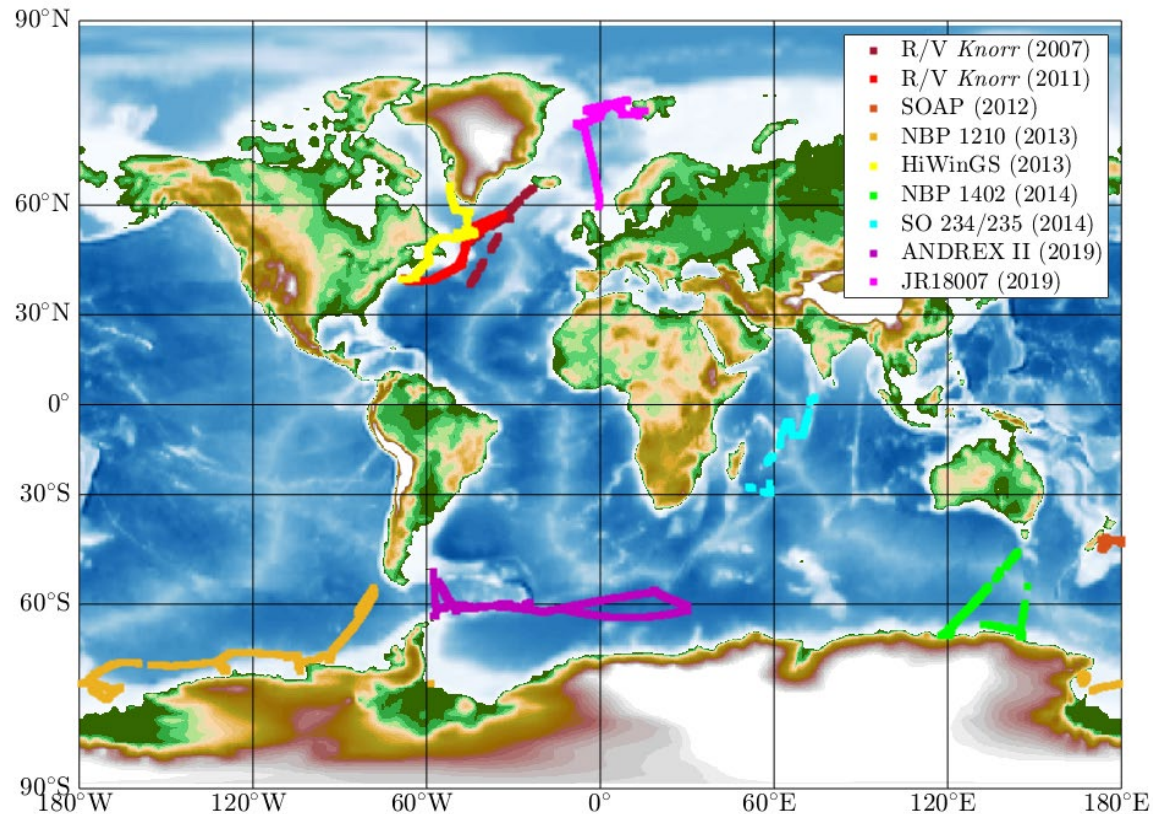 90°N
R/V Knorr (2007)
R/V Knorr (2011)
SOAP (2012)
NBP 1210 (2013)
HiWinGS (2013)
NBP 1402 (2014)
SO 234/235 (2014)
ANDREX II (2019)
JR18007 (2019)
60°N
30°N
0°
30°S
60°S
90°S
180°W 120°W 60°W 0° 60°E 120°E 180°E